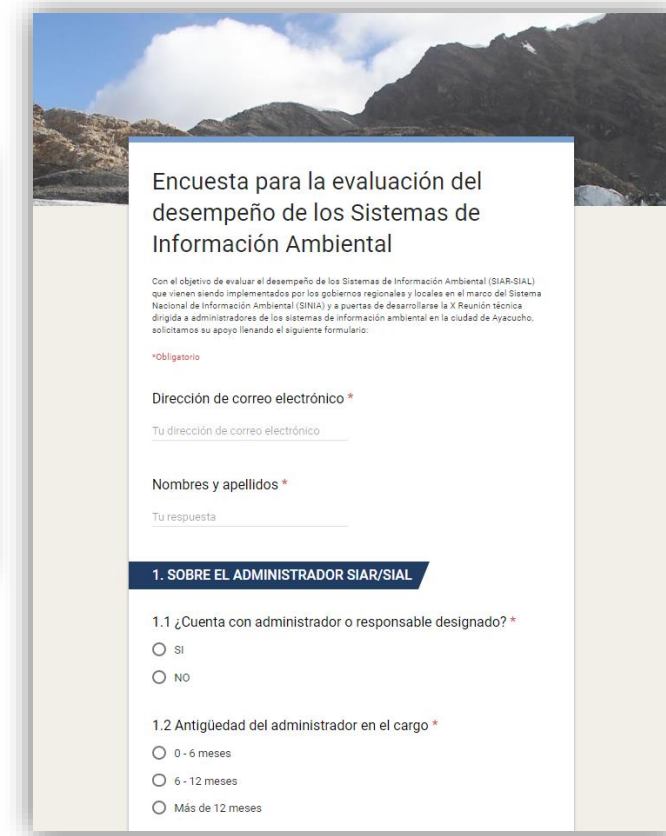 Encuesta para la evaluación del
desempeño de los Sistemas de
Información Ambiental
Con el objetivo de evaluar el desempeño de los Sistemas de Información Ambiental (SIAR-SIAL)
que vienen siendo implementados por los gobiernos regionales y locales en el marco del Sistema
Nacional de Información Ambiental (SINIA) y a puertas de desarrollarse la X Reunión técnica
dirigida a administradores de los sistemas de información ambiental en la ciudad de Ayacucho,
solicitamos su apoyo llenando el siguiente formulario:
*Obligatorio
Dirección de correo electrónico *
Tu dirección de correo electrónico
Nombres y apellidos *
Tu respuesta
1. SOBRE EL ADMINISTRADOR SIAR/SIAL
1.1 ¿Cuenta con administrador o responsable designado? *
SI
NO
1.2 Antigüedad del administrador en el cargo *
0 - 6 meses
6 - 12 meses
Más de 12 meses